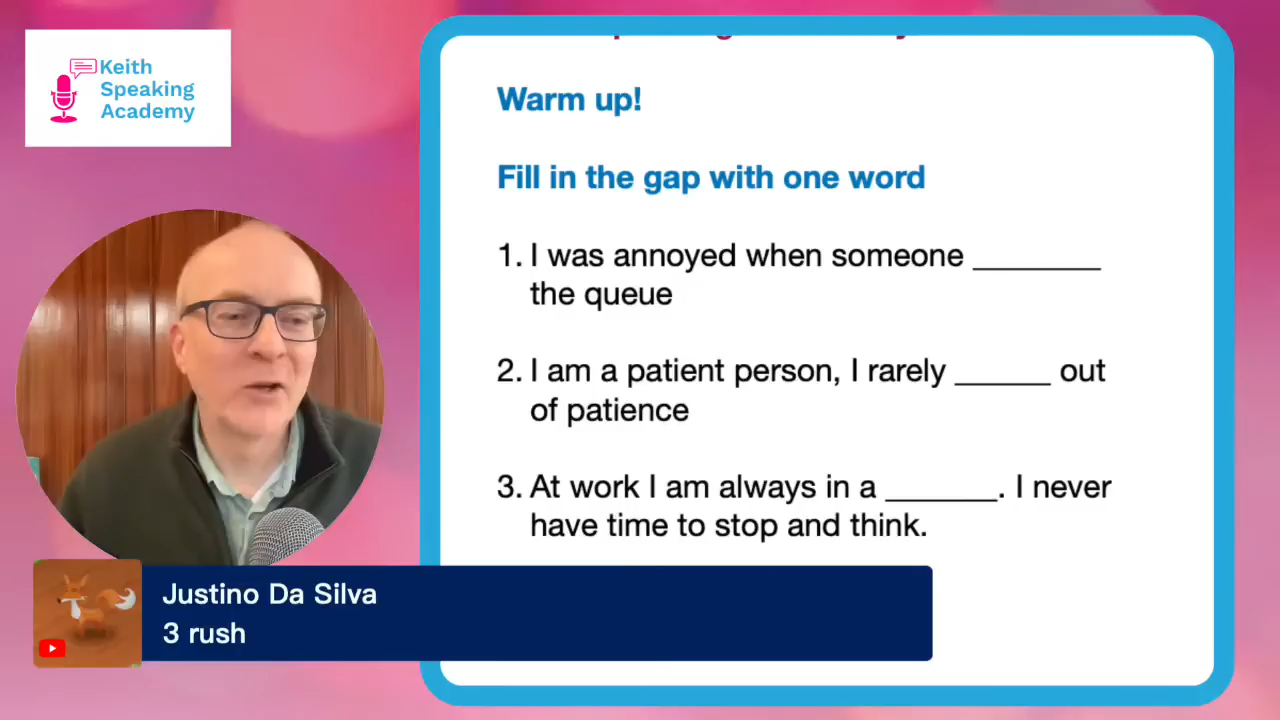 Keith
Speaking
Academy
Warm up!
Fill in the gap with one word
1. I was annoyed when someone ________
the queue
2. I am a patient person, I rarely ______ out
of patience
3. At work I am always in a _______. I never
have time to stop and think.
Justino Da Silva
3 rush